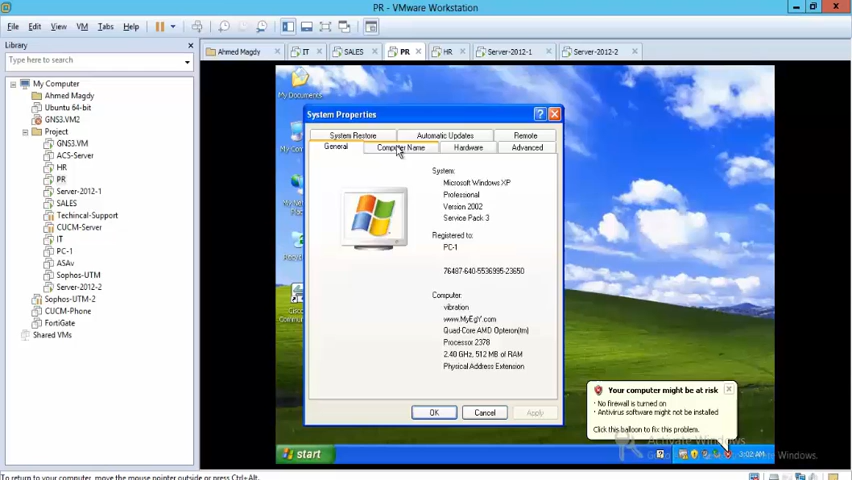 PR - VMware Workstation
File Edit View VM Tabs Help
Library
Type here to search
My Computer
Ahmed Magdy
Ubuntu 64-bit
GNS3.VM2
Project
GNS3.VM
ACS-Server
HR
PR
Server-2012-1
SALES
Techincal-Support
CUCM-Server
IT
PC-1
ASAv
Sophos-UTM
Server-2012-2
Sophos-UTM-2
CUCM-Phone
FortiGate
Shared VMs
Ahmed Magdy IT SALES PR HR Server-2012-1 Server-2012-2
My Documents
System Properties
System Restore Automatic Updates Remote
General Computer Name Hardware Advanced
System:
Microsoft Windows XP
Professional
Version 2002
Service Pack 3
Registered to:
PC-1
76487-640-5536995-23650
Computer:
vibration
www.MyEgY.com
Quad-Core AMD Opteron(tm)
Processor 2378
2.40 GHz, 512 MB of RAM
Physical Address Extension
OK Cancel Apply
Your computer might be at risk
• No firewall is turned on
• Antivirus software might not be installed
Click this balloon to fix this problem.
Activate Windows
start
3:02 AM
To return to your computer, move the mouse pointer outside or press Ctrl+Alt.